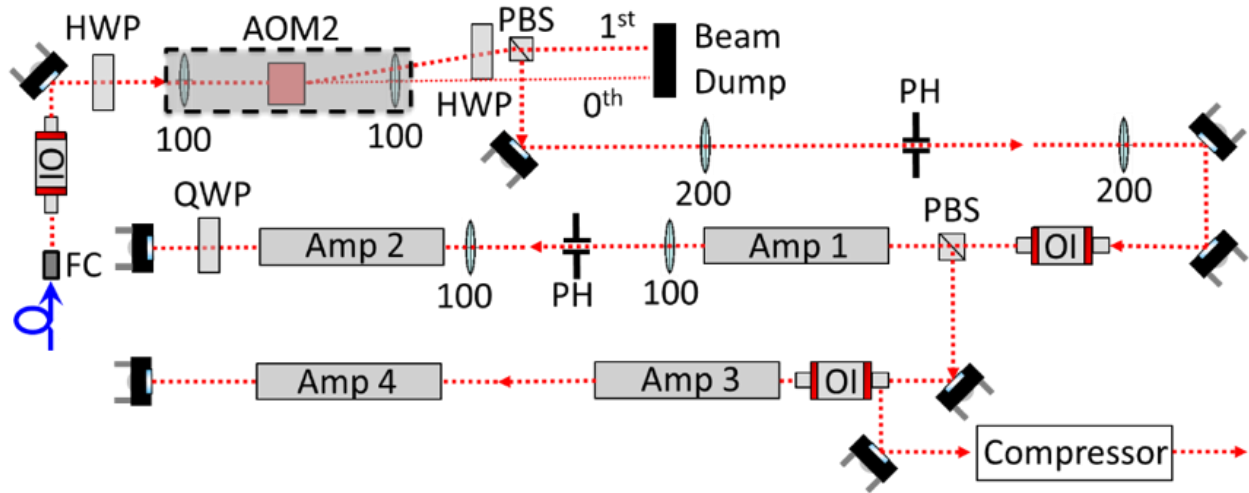 HWP AOM2 PBS 1st Beam
Dump
HWP 0th PH
100 100
IO
200 200
QWP PBS
FC Amp 2 Amp 1 OI
100 PH 100
Amp 4 Amp 3 OI
Compressor